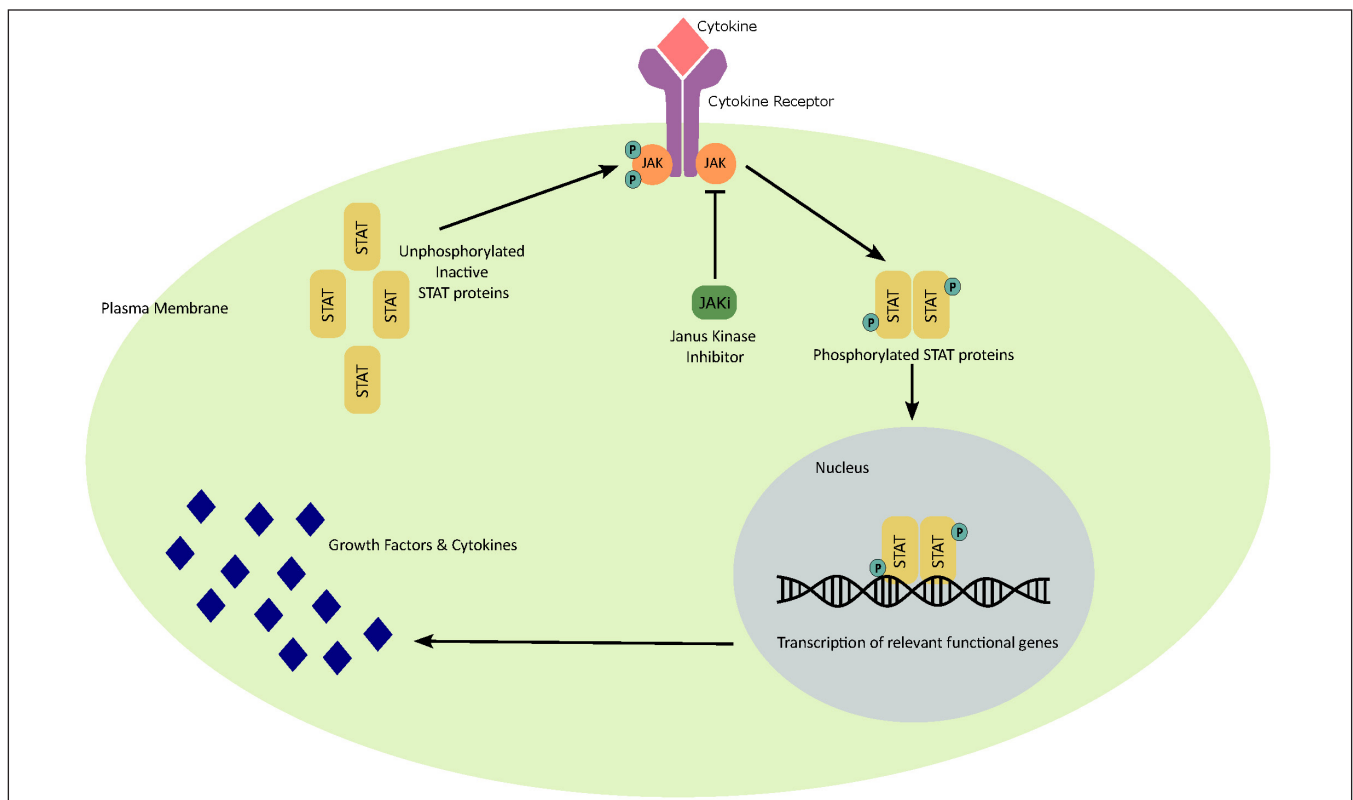 Cytokine
Cytokine Receptor
P
P
JAK
JAK
STAT
STAT
STAT
STAT
Unphosphorylated
Inactive
STAT proteins
Plasma Membrane
JAKi
Janus Kinase
Inhibitor
STAT
STAT
P
P
Phosphorylated STAT proteins
Nucleus
STAT
STAT
P
P
Transcription of relevant functional genes
Growth Factors & Cytokines